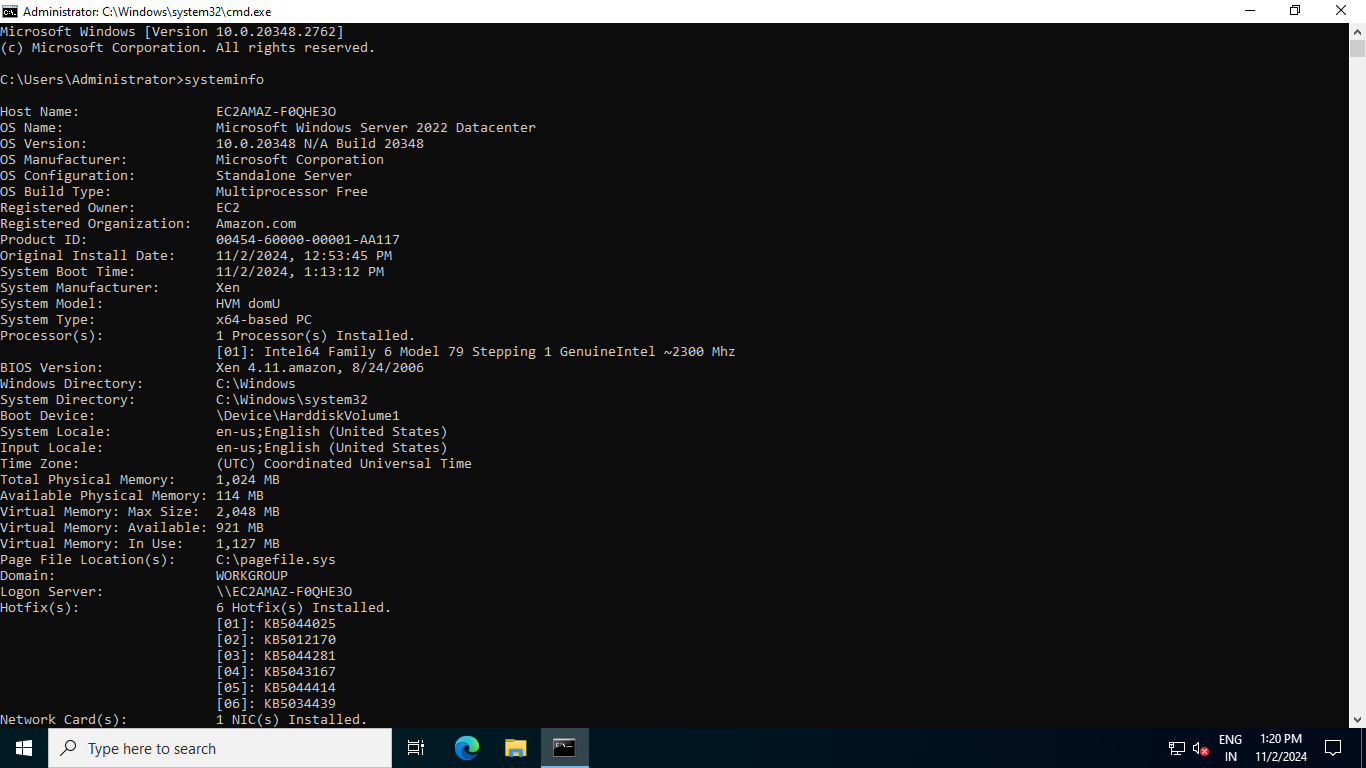 Administrator: C:\Windows\system32\cmd.exe
Microsoft Windows [Version 10.0.20348.2762]
(c) Microsoft Corporation. All rights reserved.
C:\Users\Administrator>systeminfo
Host Name: EC2AMAZ-F0QHE3O
OS Name: Microsoft Windows Server 2022 Datacenter
OS Version: 10.0.20348 N/A Build 20348
OS Manufacturer: Microsoft Corporation
OS Configuration: Standalone Server
OS Build Type: Multiprocessor Free
Registered Owner: EC2
Registered Organization: Amazon.com
Product ID: 00454-60000-00001-AA117
Original Install Date: 11/2/2024, 12:53:45 PM
System Boot Time: 11/2/2024, 1:13:12 PM
System Manufacturer: Xen
System Model: HVM domU
System Type: x64-based PC
Processor(s): 1 Processor(s) Installed.
[01]: Intel64 Family 6 Model 79 Stepping 1 GenuineIntel ~2300 Mhz
BIOS Version: Xen 4.11.amazon, 8/24/2006
Windows Directory: C:\Windows
System Directory: C:\Windows\system32
Boot Device: \Device\HarddiskVolume1
System Locale: en-us;English (United States)
Input Locale: en-us;English (United States)
Time Zone: (UTC) Coordinated Universal Time
Total Physical Memory: 1,024 MB
Available Physical Memory: 114 MB
Virtual Memory: Max Size: 2,048 MB
Virtual Memory: Available: 921 MB
Virtual Memory: In Use: 1,127 MB
Page File Location(s): C:\pagefile.sys
Domain: WORKGROUP
Logon Server: \\EC2AMAZ-F0QHE3O
Hotfix(s): 6 Hotfix(s) Installed.
[01]: KB5044025
[02]: KB5012170
[03]: KB5044281
[04]: KB5043167
[05]: KB5044414
[06]: KB5034439
Network Card(s): 1 NIC(s) Installed.
Type here to search
ENG
IN
1:20 PM
11/2/2024